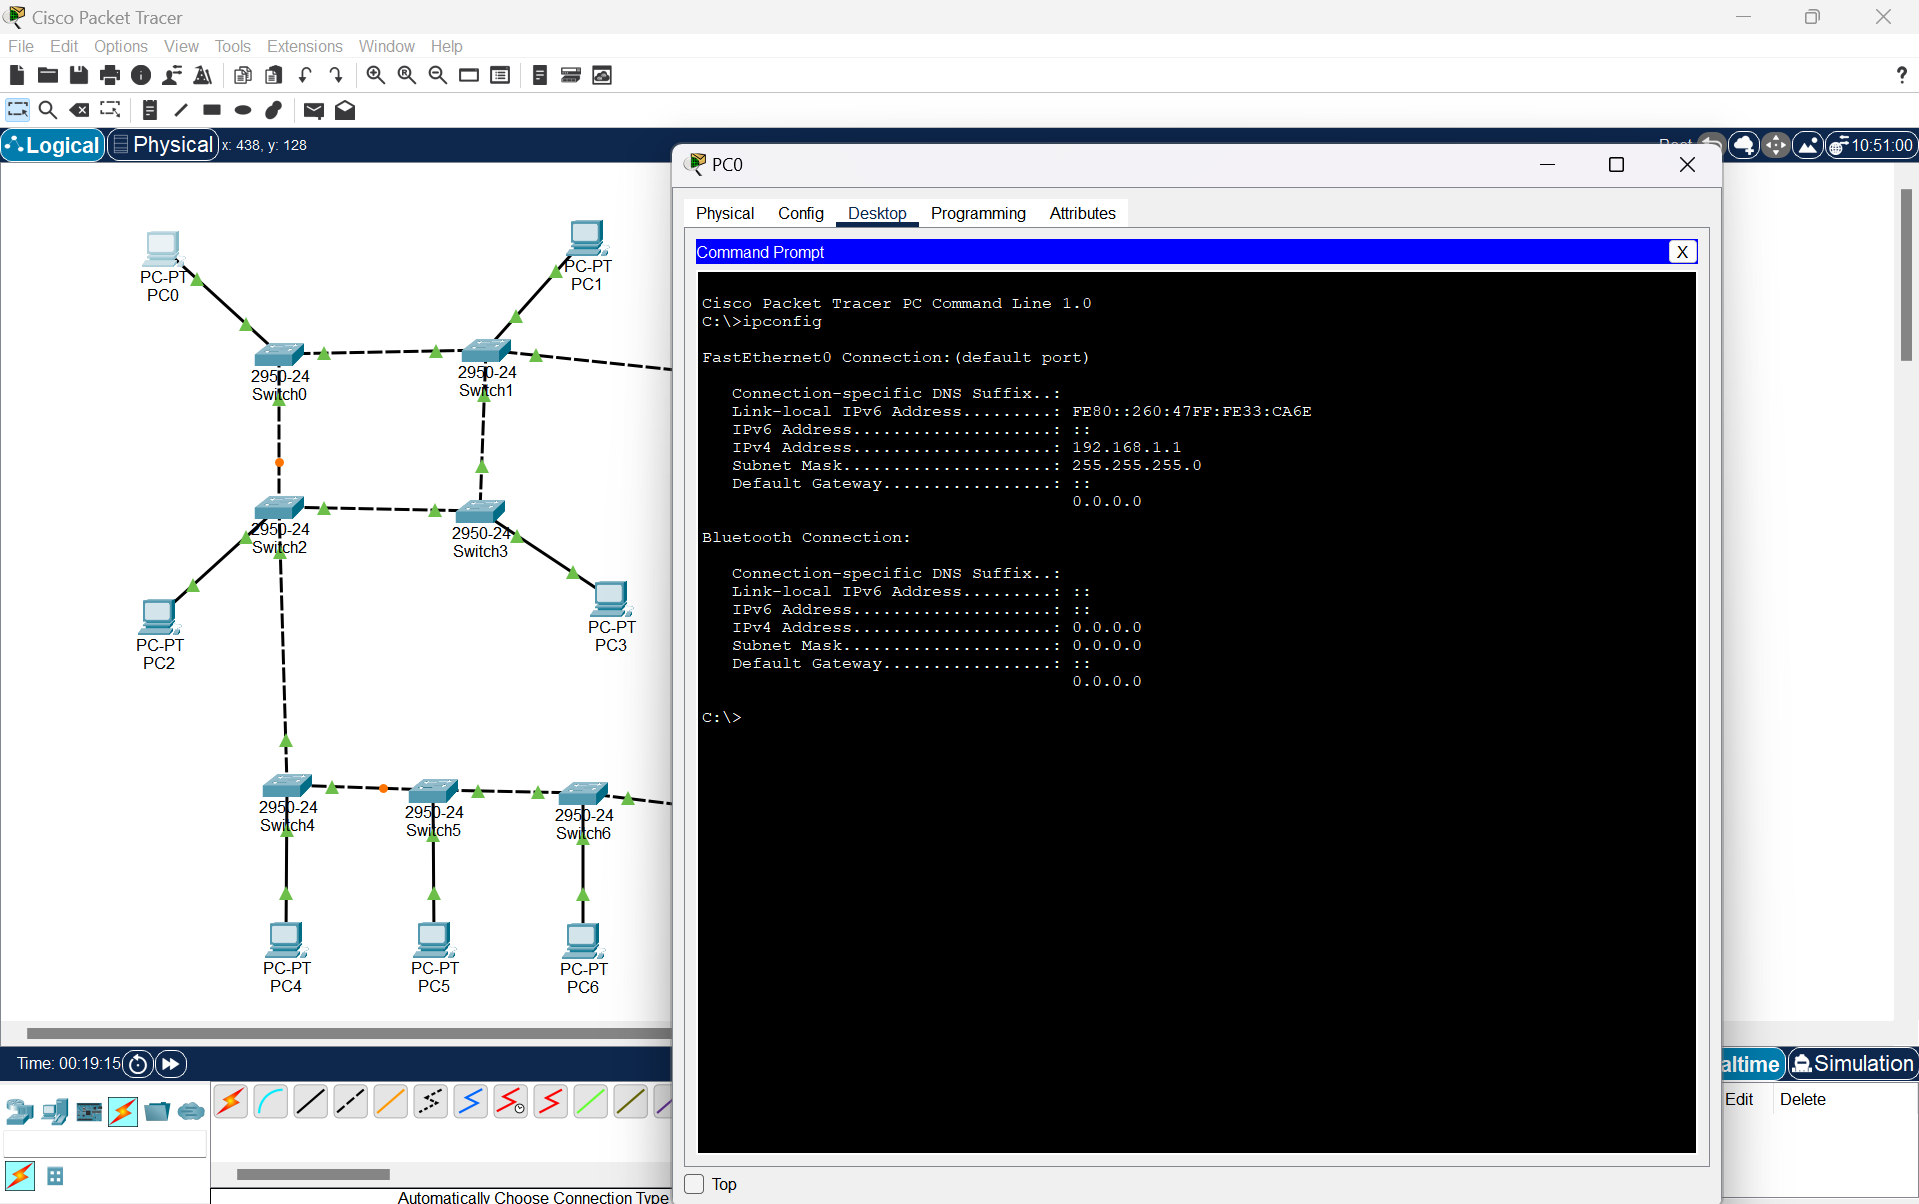 Cisco Packet Tracer
File Edit Options View Tools Extensions Window Help
?
Logical Physical x: 438, y: 128
10:51:00
PC0
Physical Config Desktop Programming Attributes
Command Prompt
X
Cisco Packet Tracer PC Command Line 1.0
C:\>ipconfig
FastEthernet0 Connection:(default port)
Connection-specific DNS Suffix..:
Link-local IPv6 Address.........: FE80::260:47FF:FE33:CA6E
IPv6 Address....................: ::
IPv4 Address....................: 192.168.1.1
Subnet Mask.....................: 255.255.255.0
Default Gateway.................: ::
0.0.0.0
Bluetooth Connection:
Connection-specific DNS Suffix..:
Link-local IPv6 Address.........: ::
IPv6 Address....................: ::
IPv4 Address....................: 0.0.0.0
Subnet Mask.....................: 0.0.0.0
Default Gateway.................: ::
0.0.0.0
C:\>
Top
PC-PT
PC0
PC-PT
PC1
2950-24
Switch0
2950-24
Switch1
2950-24
Switch2
2950-24
Switch3
PC-PT
PC2
PC-PT
PC3
2950-24
Switch4
2950-24
Switch5
2950-24
Switch6
PC-PT
PC4
PC-PT
PC5
PC-PT
PC6
Time: 00:19:15
altime Simulation
Edit Delete
Automatically Choose Connection Type